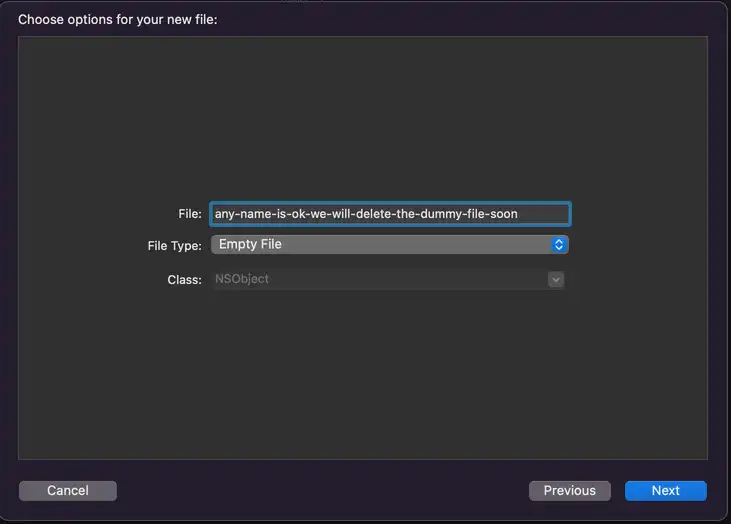 Choose options for your new file:
File: any-name-is-ok-we-will-delete-the-dummy-file-soon
File Type: Empty File
Class: NSObject
Cancel Previous Next